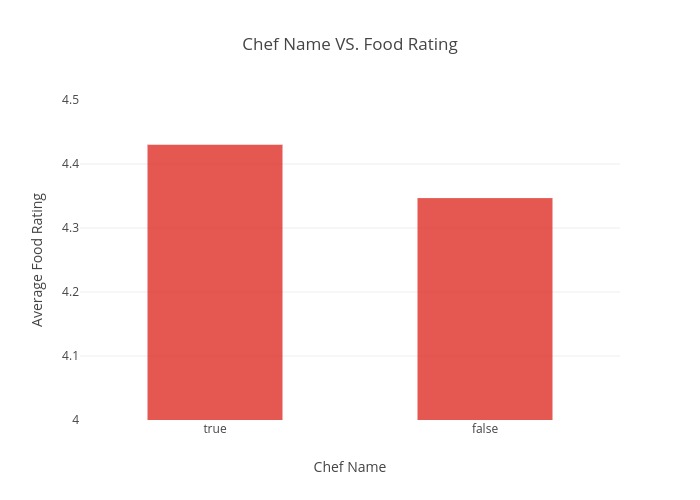 Chef Name VS. Food Rating
4.5
4.4
4.3
4.2
4.1
4
Average Food Rating
true
false
Chef Name